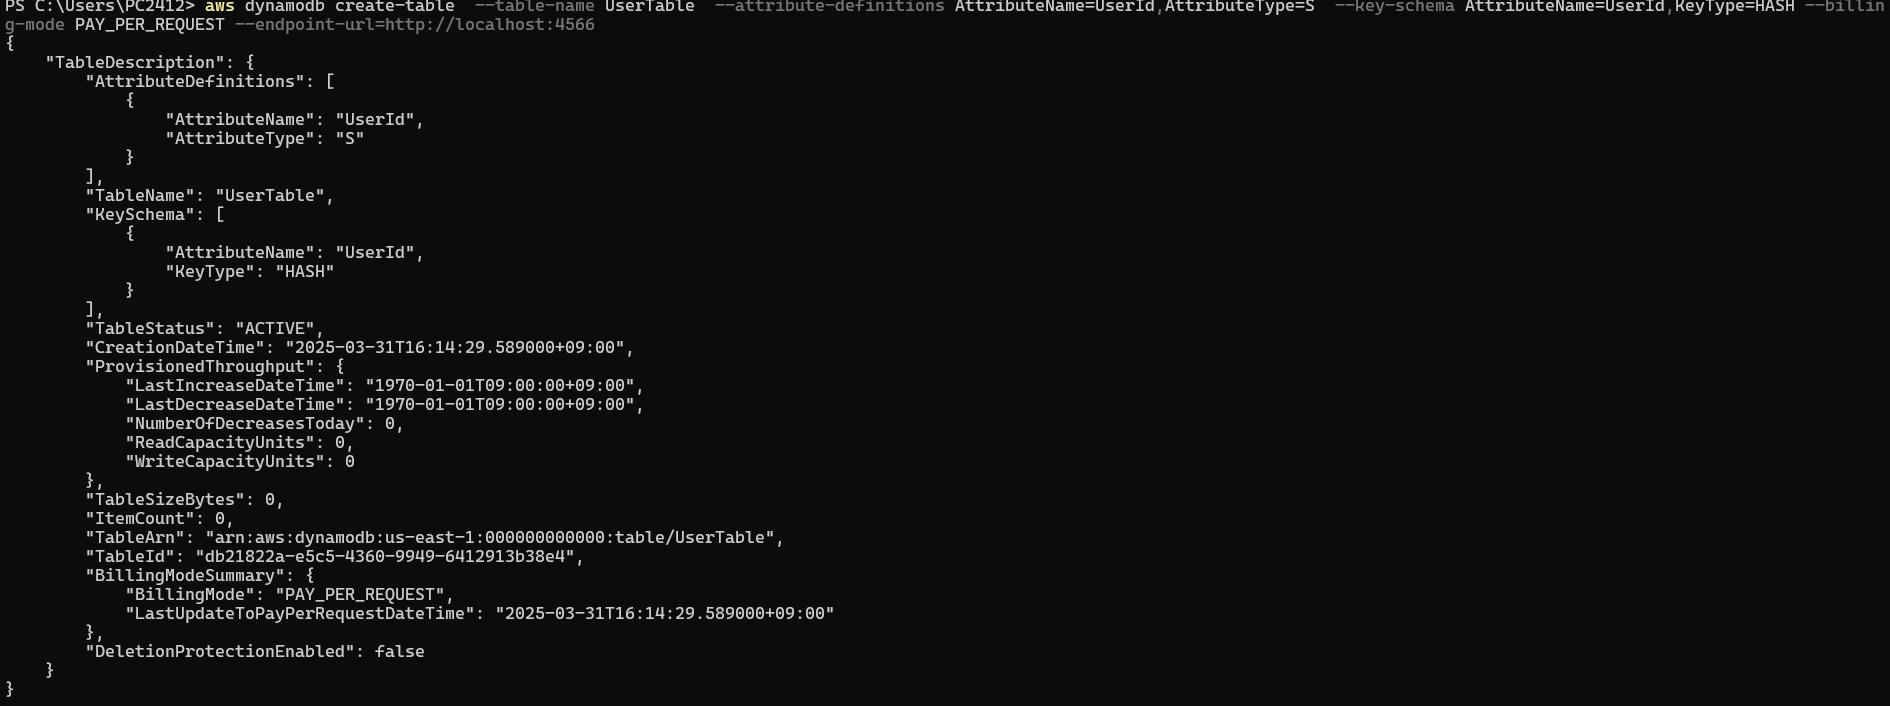 PS C:\Users\PC2412> aws dynamodb create-table  --table-name UserTable  --attribute-definitions AttributeName=UserId,AttributeType=S  --key-schema AttributeName=UserId,KeyType=HASH --billin
g-mode PAY_PER_REQUEST --endpoint-url=http://localhost:4566
{
    "TableDescription": {
        "AttributeDefinitions": [
            {
                "AttributeName": "UserId",
                "AttributeType": "S"
            }
        ],
        "TableName": "UserTable",
        "KeySchema": [
            {
                "AttributeName": "UserId",
                "KeyType": "HASH"
            }
        ],
        "TableStatus": "ACTIVE",
        "CreationDateTime": "2025-03-31T16:14:29.589000+09:00",
        "ProvisionedThroughput": {
            "LastIncreaseDateTime": "1970-01-01T09:00:00+09:00",
            "LastDecreaseDateTime": "1970-01-01T09:00:00+09:00",
            "NumberOfDecreasesToday": 0,
            "ReadCapacityUnits": 0,
            "WriteCapacityUnits": 0
        },
        "TableSizeBytes": 0,
        "ItemCount": 0,
        "TableArn": "arn:aws:dynamodb:us-east-1:000000000000:table/UserTable",
        "TableId": "db21822a-e5c5-4360-9949-6412913b38e4",
        "BillingModeSummary": {
            "BillingMode": "PAY_PER_REQUEST",
            "LastUpdateToPayPerRequestDateTime": "2025-03-31T16:14:29.589000+09:00"
        },
        "DeletionProtectionEnabled": false
    }
}